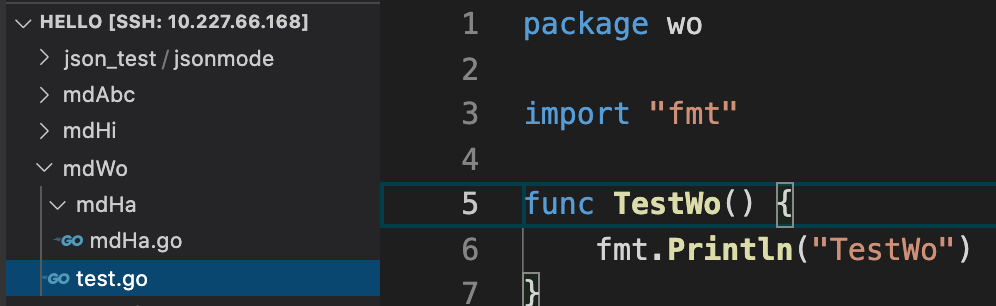 HELLO [SSH: 10.227.66.168]
json_test / jsonmode
mdAbc
mdHi
mdWo
mdHa
GO mdHa.go
GO test.go
1 package wo
2
3 import "fmt"
4
5 func TestWo() {
6 fmt.Println("TestWo")
7 }